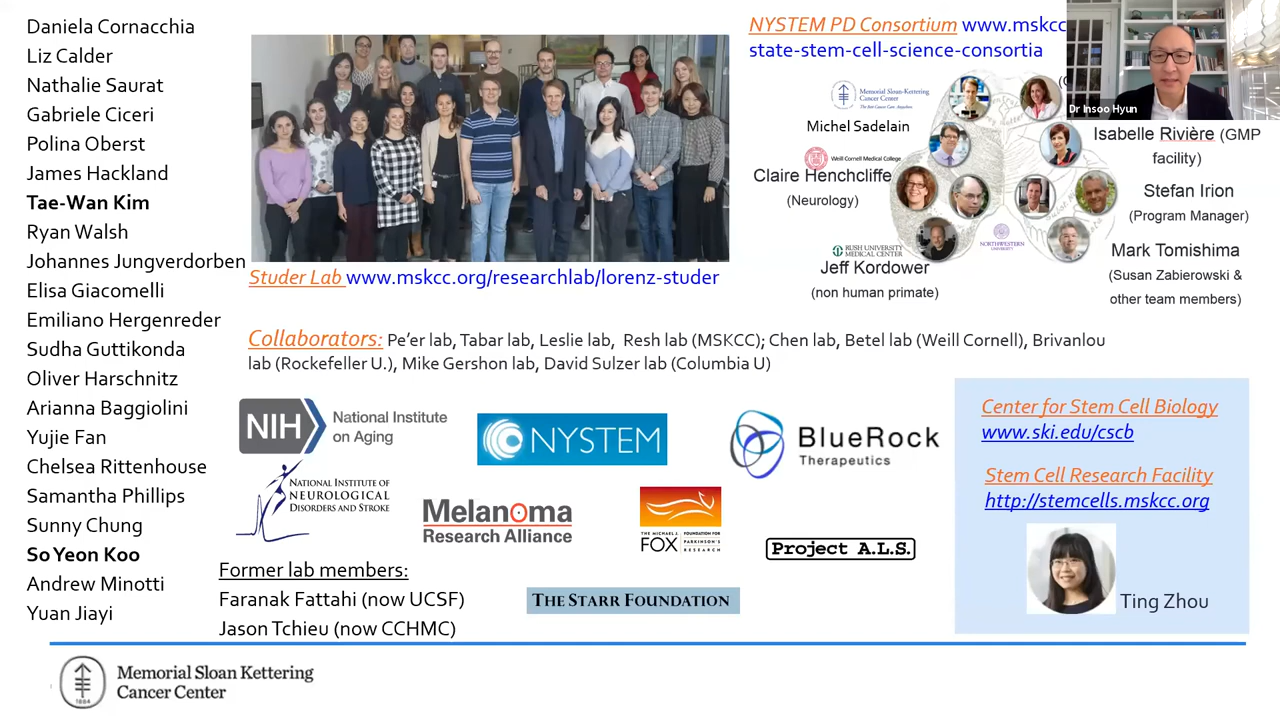 Daniela Cornacchia
Liz Calder
Nathalie Saurat
Gabriele Ciceri
Polina Oberst
James Hackland
Tae-Wan Kim
Ryan Walsh
Johannes Jungverdorben
Elisa Giacomelli
Emiliano Hergenreder
Sudha Guttikonda
Oliver Harschnitz
Arianna Baggiolini
Yujie Fan
Chelsea Rittenhouse
Samantha Phillips
Sunny Chung
So Yeon Koo
Andrew Minotti
Yuan Jiayi
Studer Lab www.mskcc.org/researchlab/lorenz-studer
NYSTEM PD Consortium www.mskcc
state-stem-cell-science-consortia
Dr Insoo Hyun
Memorial Sloan-Kettering
Cancer Center
Michel Sadelain
Weill Cornell Medical College
Claire Henchcliffe
(Neurology)
RUSH UNIVERSITY
MEDICAL CENTER
Jeff Kordower
(non human primate)
NORTHWESTERN
UNIVERSITY
Isabelle Rivière (GMP
facility)
Stefan Irion
(Program Manager)
Mark Tomishima
(Susan Zabierowski &
other team members)
Collaborators: Pe'er lab, Tabar lab, Leslie lab, Resh lab (MSKCC); Chen lab, Betel lab (Weill Cornell), Brivanlou
lab (Rockefeller U.), Mike Gershon lab, David Sulzer lab (Columbia U)
NIH National Institute
on Aging
NYSTEM
BlueRock
Therapeutics
NATIONAL INSTITUTE OF
NEUROLOGICAL
DISORDERS AND STROKE
Melanoma
Research Alliance
THE MICHAEL J. FOX FOUNDATION FOR PARKINSON'S RESEARCH
Project A.L.S.
THE STARR FOUNDATION
Former lab members:
Faranak Fattahi (now UCSF)
Jason Tchieu (now CCHMC)
Center for Stem Cell Biology
www.ski.edu/cscb
Stem Cell Research Facility
http://stemcells.mskcc.org
Ting Zhou
1884
Memorial Sloan Kettering
Cancer Center